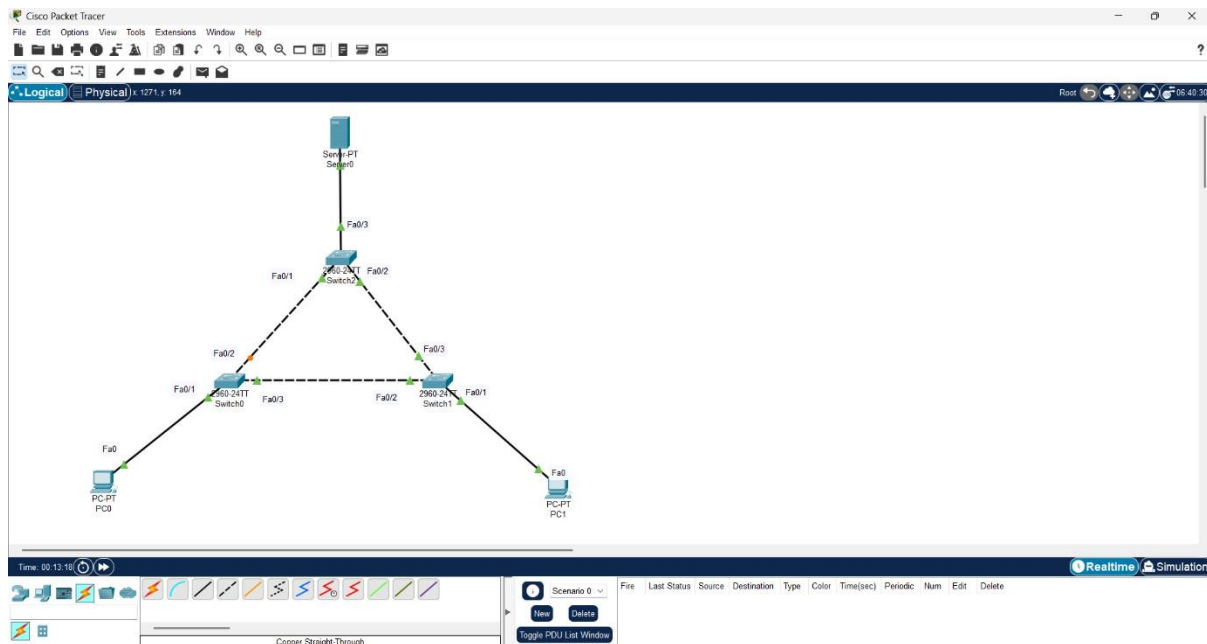 Cisco Packet Tracer
File Edit Options View Tools Extensions Window Help
?
Logical Physical x: 1271, y: 164
Root 06:40:30
Server-PT
Server0
Fa0/3
2960-24TT
Switch2
Fa0/1
Fa0/2
Fa0/2
Fa0/3
Fa0/1
2960-24TT
Switch0
Fa0/3
Fa0/2
2960-24TT
Switch1
Fa0/1
Fa0
PC-PT
PC0
Fa0
PC-PT
PC1
Time: 00:13:18
Realtime Simulation
Scenario 0
New Delete
Toggle PDU List Window
Fire Last Status Source Destination Type Color Time(sec) Periodic Num Edit Delete
Copper Straight-Through